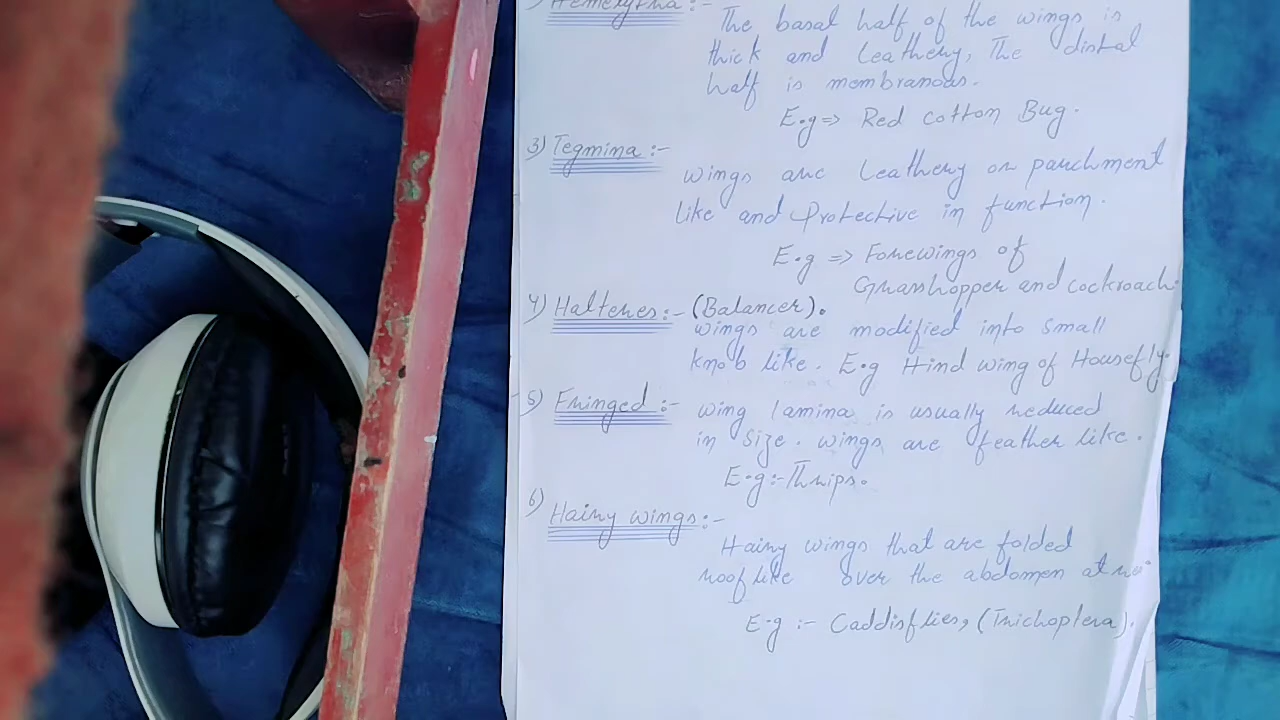 Hemelytra :-
The basal half of the wings is
thick and Leathery, The distal
half is membranous.
E.g => Red cotton Bug.
3) Tegmina :-
wings are Leathery or parchment
like and protective in function.
E.g => Forewings of
Grasshopper and cockroach.
4) Halteres :- (Balancer).
wings are modified into small
knob like. E.g Hind wing of Housefly.
5) Fringed :- wing lamina is usually reduced
in size. wings are feather like.
E.g :- Thrips.
6)
Hairy wings :-
Hairy wings that are folded
roof like over the abdomen at
E.g :- Caddisflies, (Trichoptera).